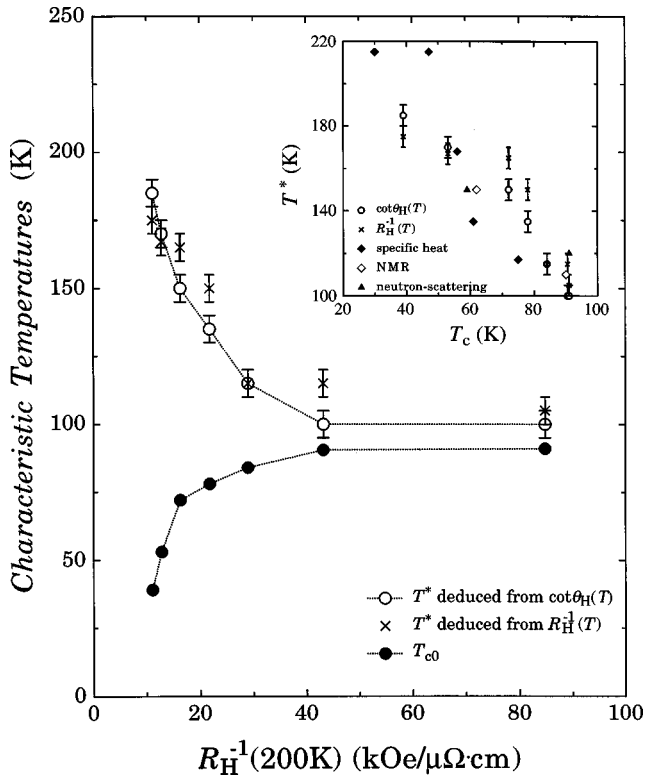 250
200
150
100
50
0
Characteristic Temperatures (K)
0 20 40 60 80 100
R_H^-1(200K) (kOe/μΩ·cm)
T* deduced from cotθ_H(T)
T* deduced from R_H^-1(T)
T_c0
220
180
140
100
T* (K)
20 40 60 80 100
T_c (K)
cotθ_H(T)
R_H^-1(T)
specific heat
NMR
neutron-scattering